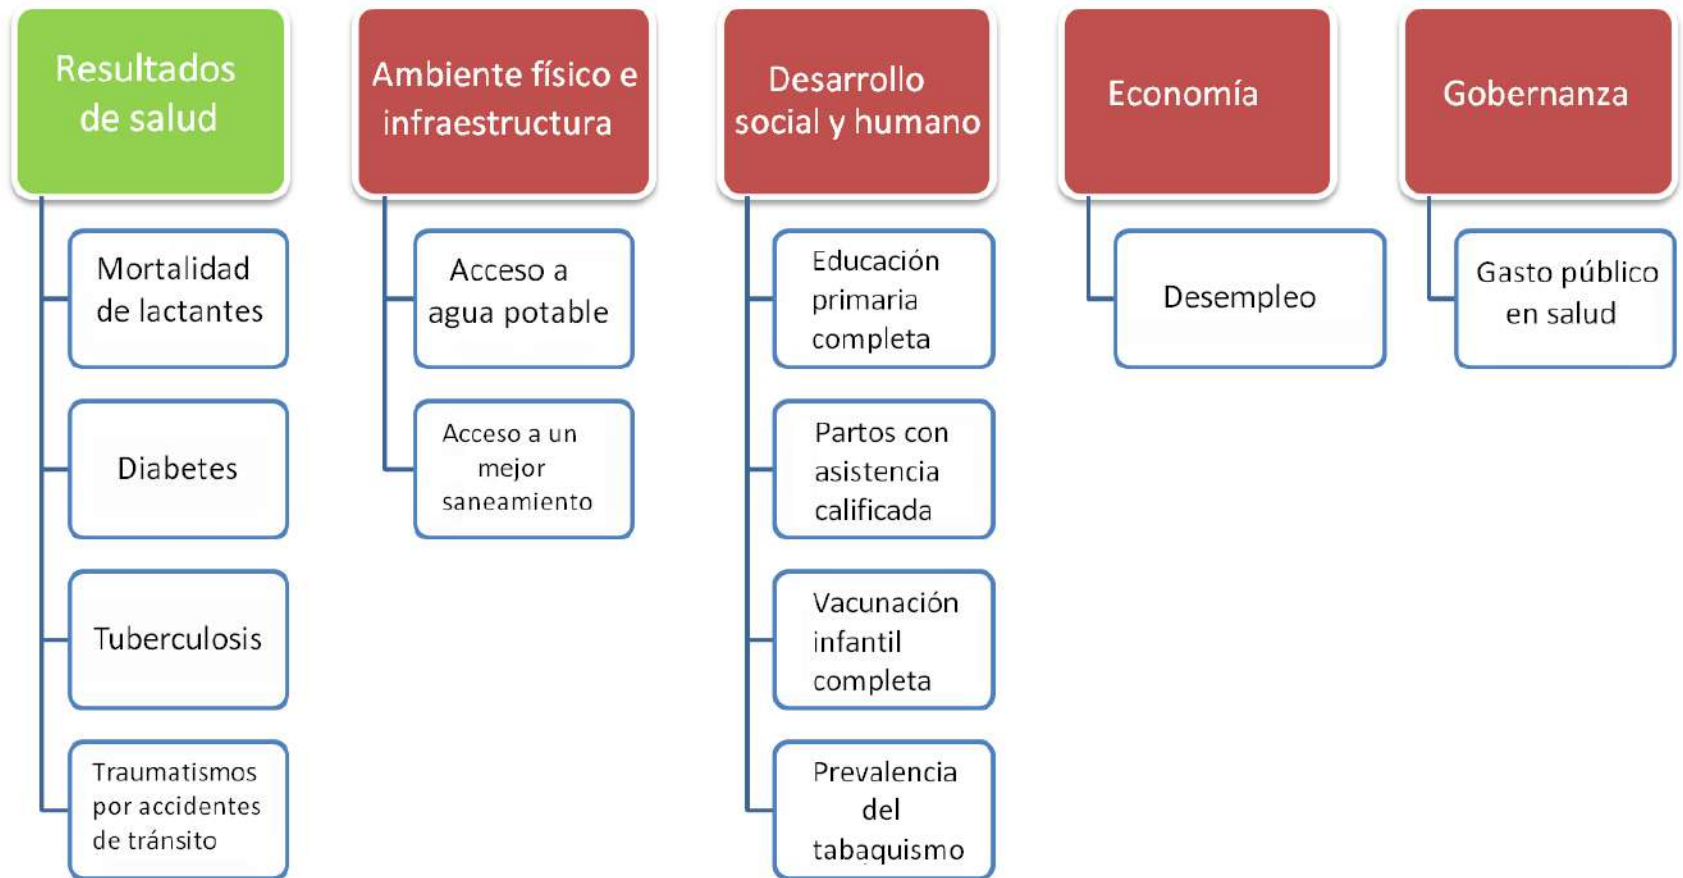 Resultados
de salud
Mortalidad
de lactantes
Diabetes
Tuberculosis
Traumatismos
por accidentes
de tránsito
Ambiente físico e
infraestructura
Acceso a
agua potable
Acceso a un
mejor
saneamiento
Desarrollo
social y humano
Educación
primaria
completa
Partos con
asistencia
calificada
Vacunación
infantil
completa
Prevalencia
del
tabaquismo
Economía
Desempleo
Gobernanza
Gasto público
en salud